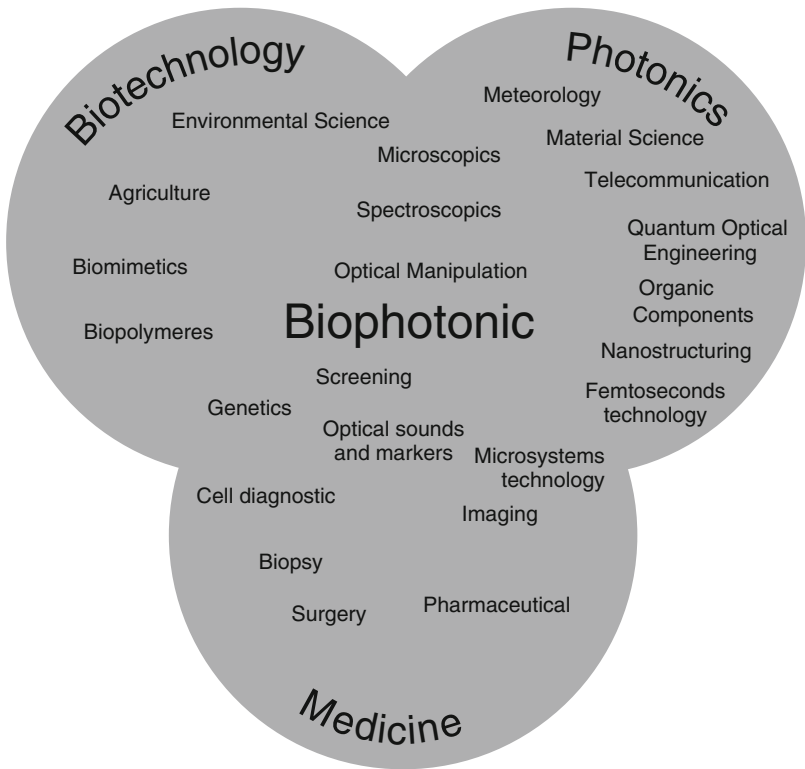 Biotechnology
Photonics
Meteorology
Environmental Science
Material Science
Microscopics
Telecommunication
Agriculture
Spectroscopics
Quantum Optical
Engineering
Biomimetics
Optical Manipulation
Organic
Components
Biophotonic
Biopolymeres
Nanostructuring
Screening
Femtoseconds
technology
Genetics
Optical sounds
and markers
Microsystems
technology
Cell diagnostic
Imaging
Biopsy
Surgery
Pharmaceutical
Medicine